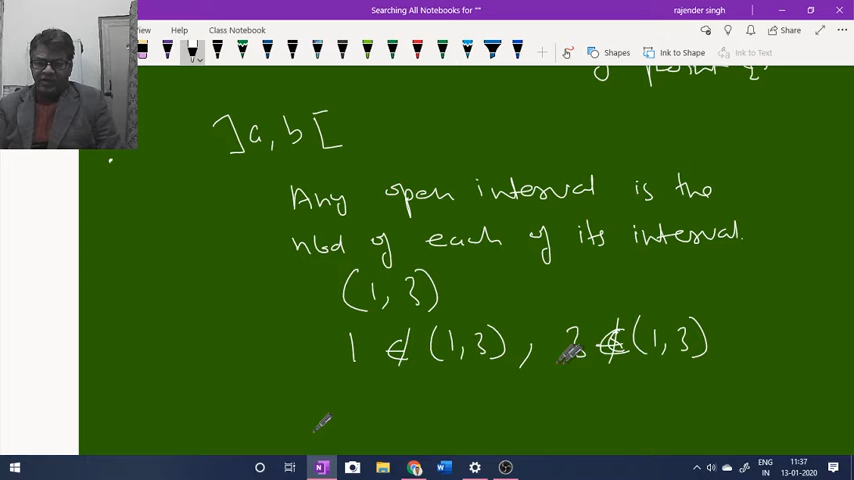 Searching All Notebooks for ""
rajender singh
View Help Class Notebook
Shapes Ink to Shape Ink to Text Share
]a, b[
Any open interval is the
nbd of each of its interval.
(1, 3)
1 ∉ (1, 3), 3 ∉ (1, 3)
ENG
IN
11:37
13-01-2020